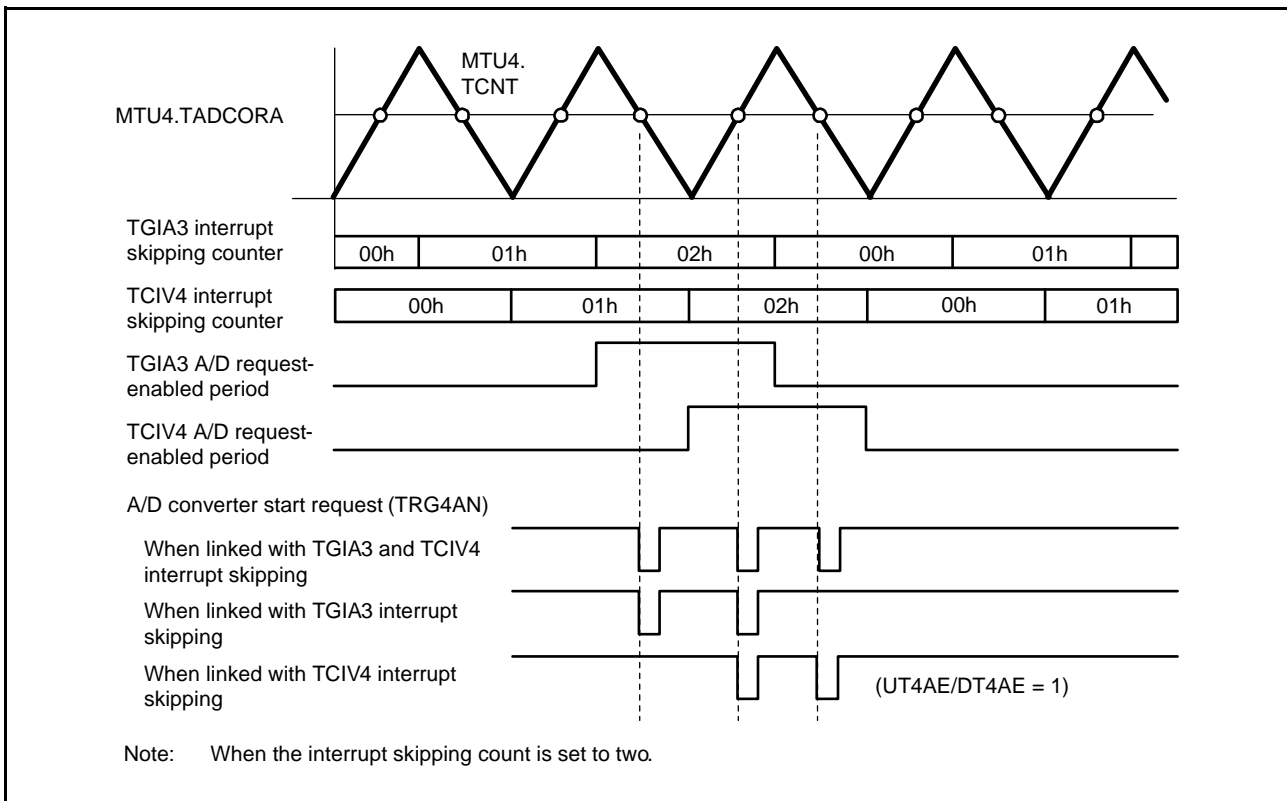 MTU4.
TCNT
MTU4.TADCORA
TGIA3 interrupt
skipping counter
00h 01h 02h 00h 01h
TCIV4 interrupt
skipping counter
00h 01h 02h 00h 01h
TGIA3 A/D request-
enabled period
TCIV4 A/D request-
enabled period
A/D converter start request (TRG4AN)
When linked with TGIA3 and TCIV4
interrupt skipping
When linked with TGIA3 interrupt
skipping
When linked with TCIV4 interrupt
skipping
(UT4AE/DT4AE = 1)
Note: When the interrupt skipping count is set to two.